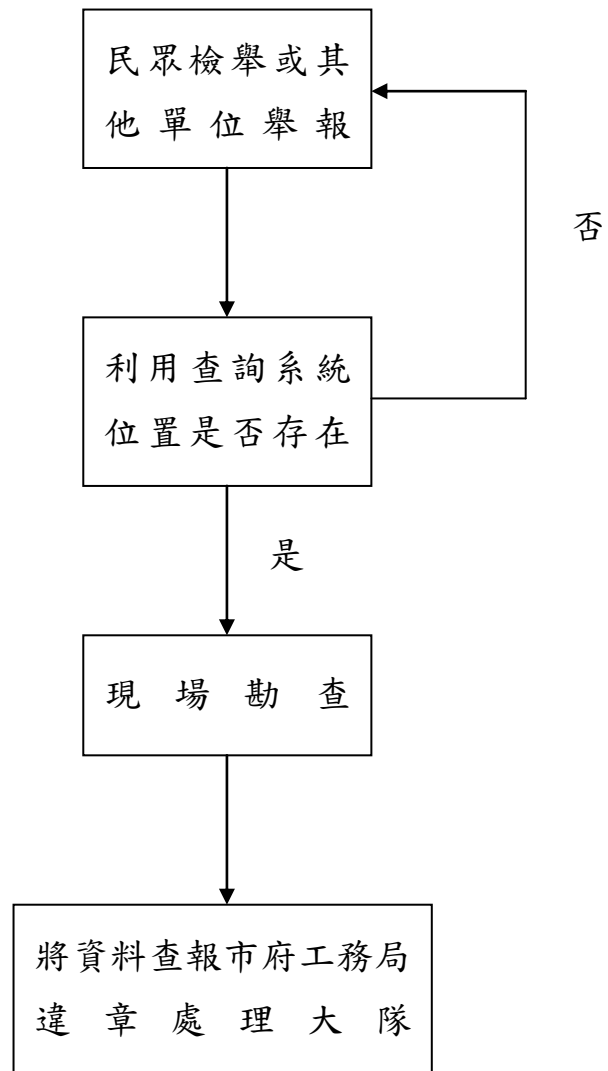 民眾檢舉或其
他單位舉報
否
利用查詢系統
位置是否存在
是
現場勘查
將資料查報市府工務局
違章處理大隊